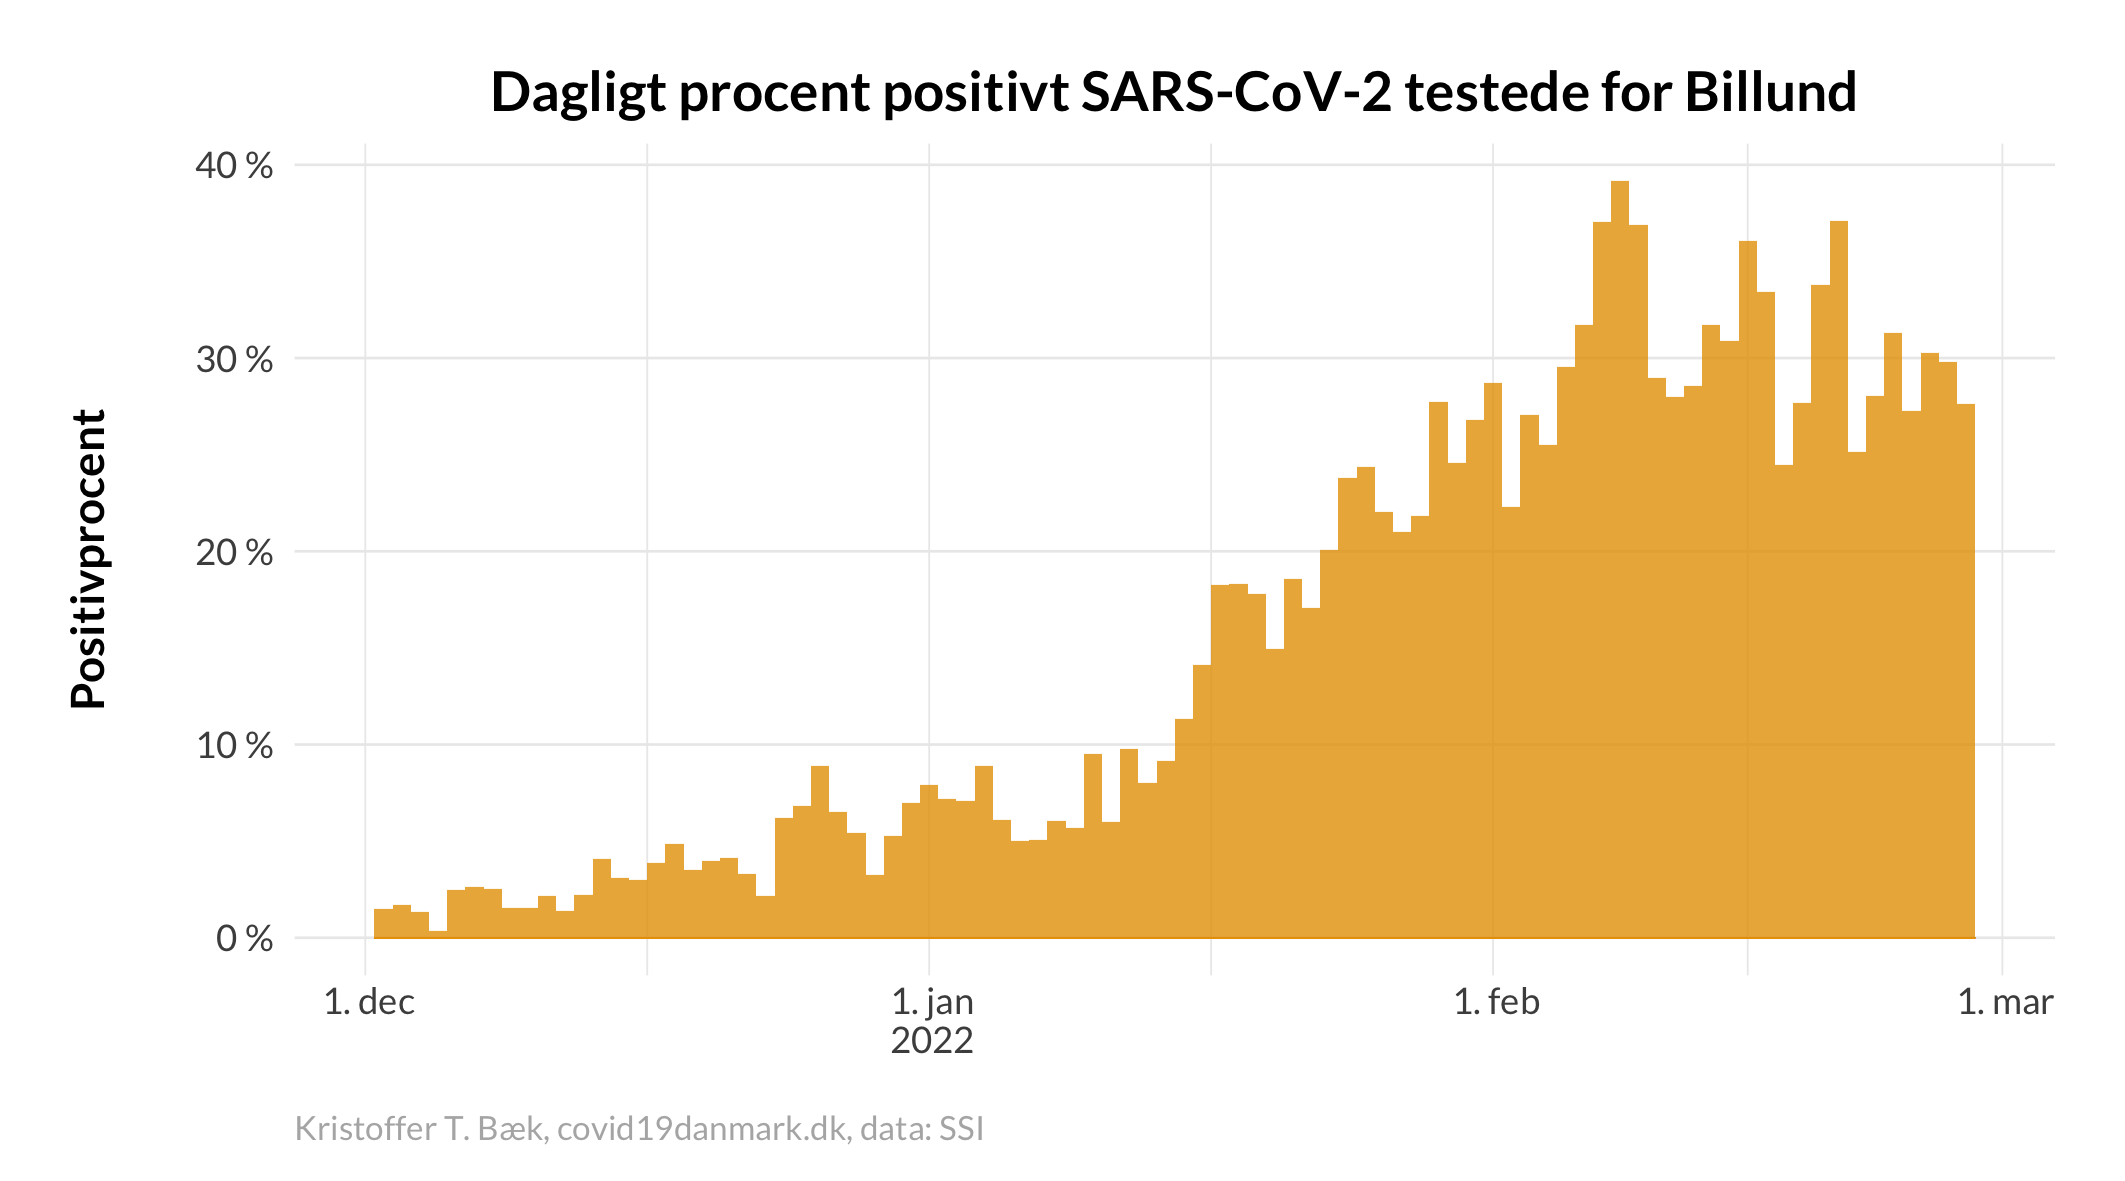 Dagligt procent positivt SARS-CoV-2 testede for Billund
Positivprocent
40 %
30 %
20 %
10 %
0 %
1. dec
1. jan
2022
1. feb
1. mar
Kristoffer T. Bæk, covid19danmark.dk, data: SSI